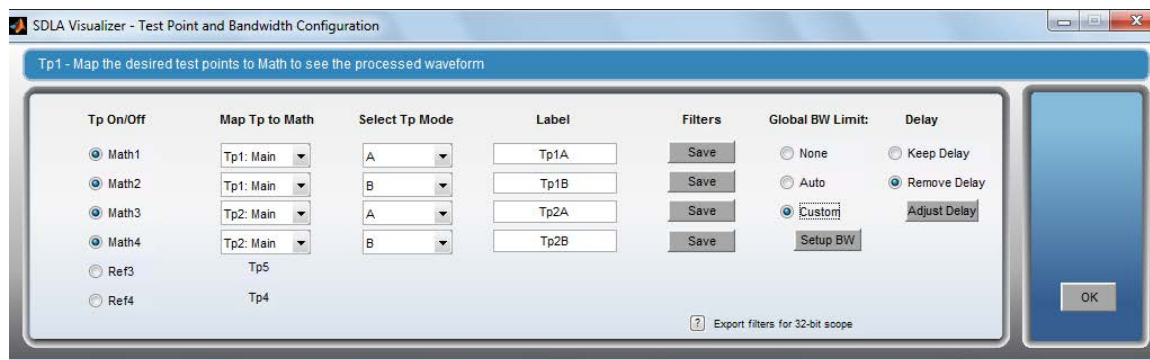 SDLA Visualizer - Test Point and Bandwidth Configuration
Tp1 - Map the desired test points to Math to see the processed waveform
Tp On/Off Map Tp to Math Select Tp Mode Label Filters Global BW Limit: Delay
Math1 Tp1: Main A Tp1A Save None Keep Delay
Math2 Tp1: Main B Tp1B Save Auto Remove Delay
Math3 Tp2: Main A Tp2A Save Custom Adjust Delay
Math4 Tp2: Main B Tp2B Save Setup BW
Ref3 Tp5
Ref4 Tp4 OK
? Export filters for 32-bit scope